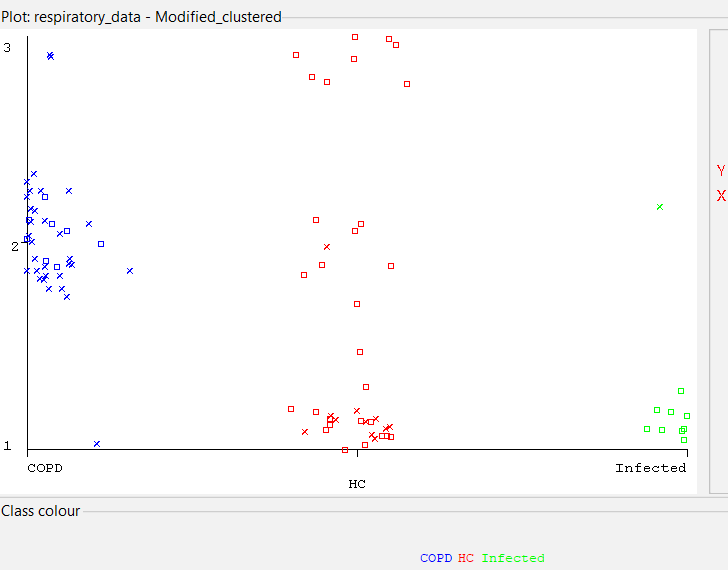 Plot: respiratory_data - Modified_clustered
3
Y
X
2
1
COPD
Infected
HC
Class colour
COPD HC Infected